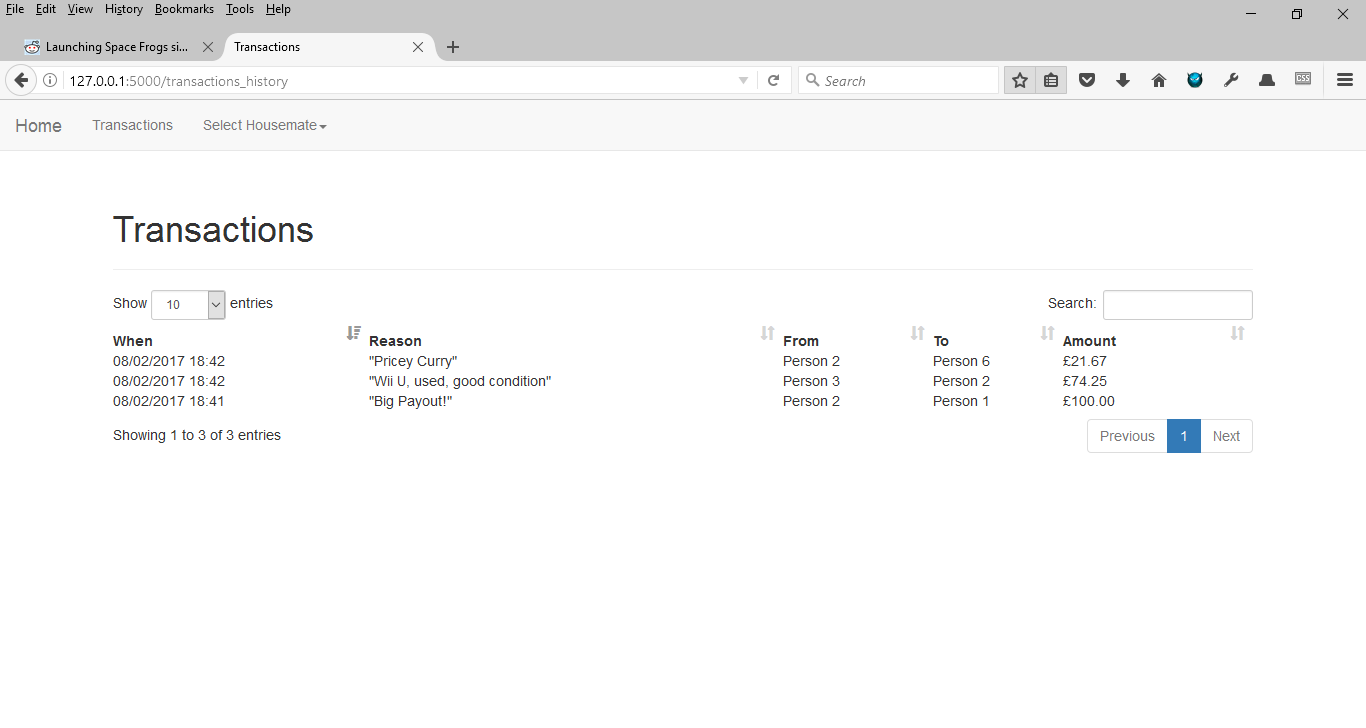 File Edit View History Bookmarks Tools Help
Launching Space Frogs si... Transactions
127.0.0.1:5000/transactions_history Search CSS
Home Transactions Select Housemate
Transactions
Show 10 entries Search:
When Reason From To Amount
08/02/2017 18:42 "Pricey Curry" Person 2 Person 6 £21.67
08/02/2017 18:42 "Wii U, used, good condition" Person 3 Person 2 £74.25
08/02/2017 18:41 "Big Payout!" Person 2 Person 1 £100.00
Showing 1 to 3 of 3 entries Previous 1 Next